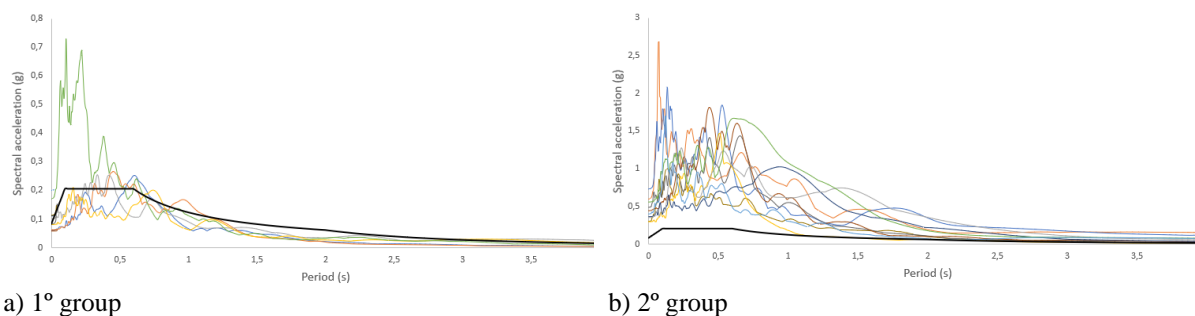 0,8
0,7
0,6
0,5
0,4
0,3
0,2
0,1
0
Spectral acceleration (g)
0 0,5 1 1,5 2 2,5 3 3,5
Period (s)
a) 1º group
3
2,5
2
1,5
1
0,5
0
Spectral acceleration (g)
0 0,5 1 1,5 2 2,5 3 3,5
Period (s)
b) 2º group